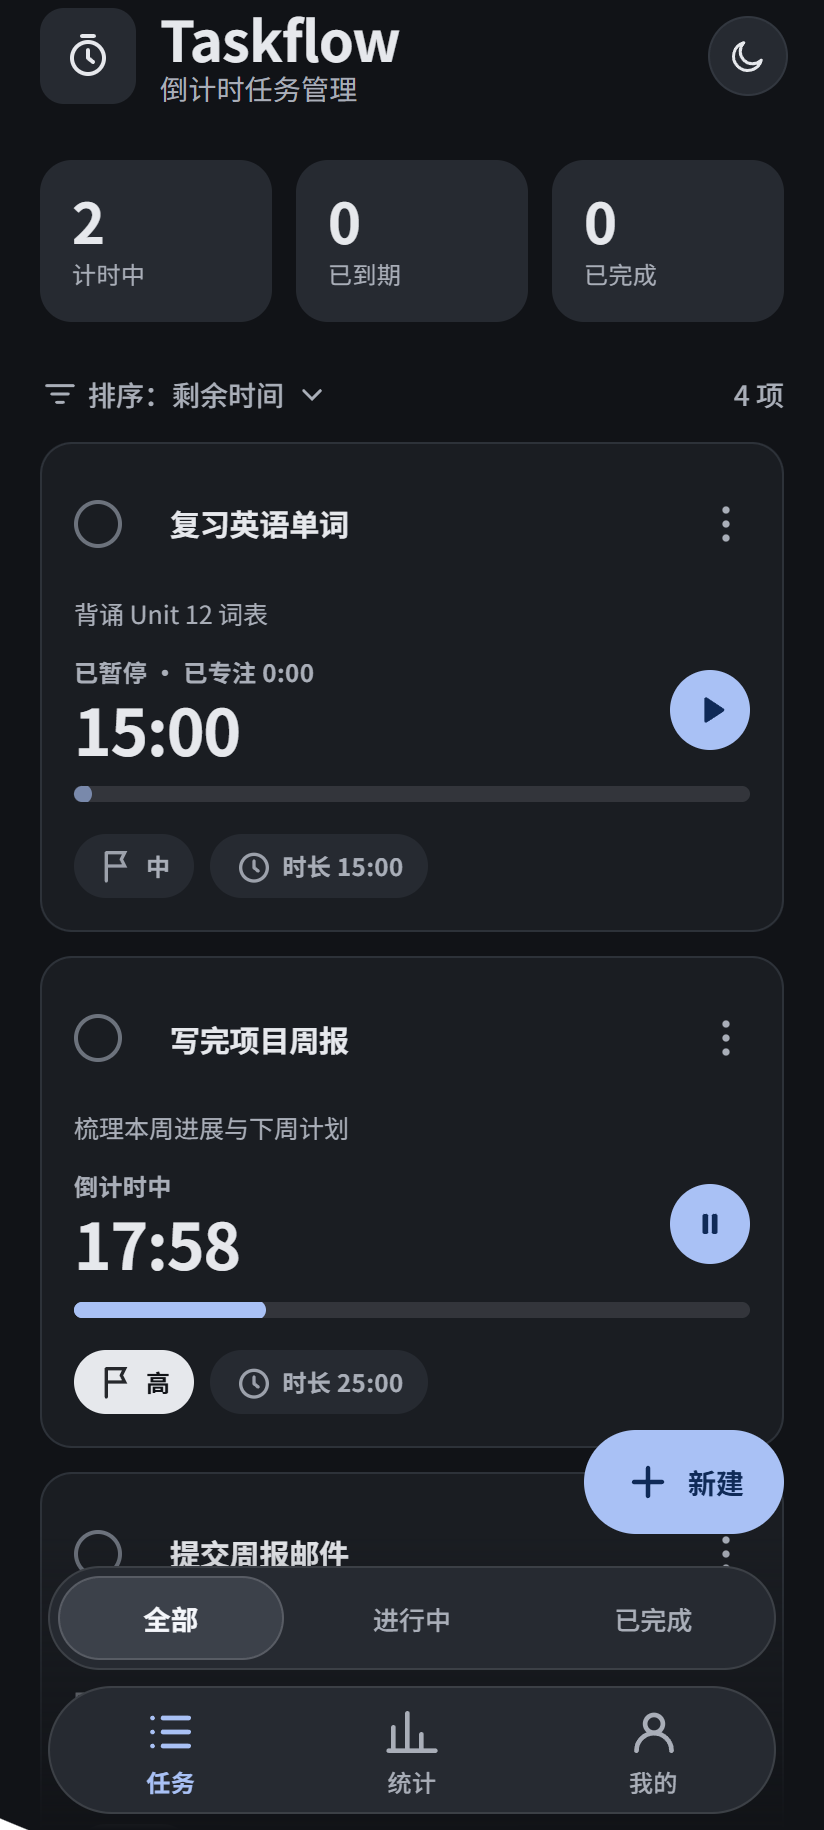 Taskflow
倒计时任务管理
2
计时中
0
已到期
0
已完成
排序：剩余时间
4 项
复习英语单词
背诵 Unit 12 词表
已暂停 · 已专注 0:00
15:00
中
时长 15:00
写完项目周报
梳理本周进展与下周计划
倒计时中
17:58
高
时长 25:00
新建
提交周报邮件
全部
进行中
已完成
任务
统计
我的